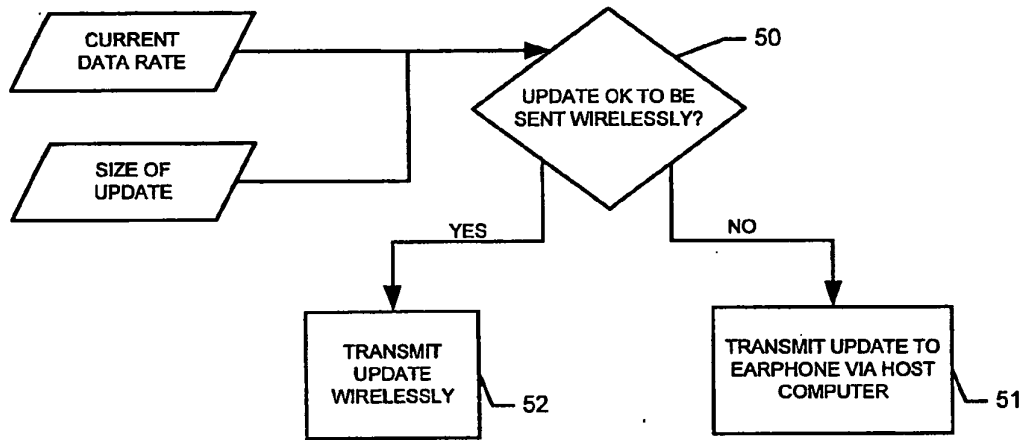 CURRENT
DATA RATE
50
UPDATE OK TO BE
SENT WIRELESSLY?
SIZE OF
UPDATE
YES
NO
TRANSMIT
UPDATE
WIRELESSLY
52
TRANSMIT UPDATE TO
EARPHONE VIA HOST
COMPUTER
51